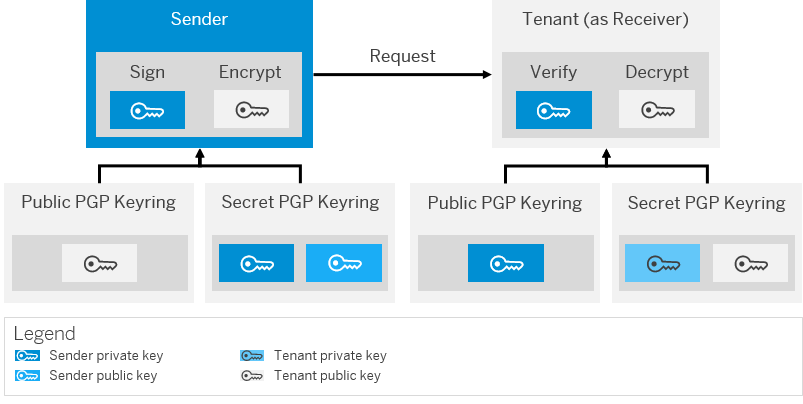 Sender
Tenant (as Receiver)
Request
Sign
Encrypt
Verify
Decrypt
Public PGP Keyring
Secret PGP Keyring
Public PGP Keyring
Secret PGP Keyring
Legend
Sender private key
Tenant private key
Sender public key
Tenant public key